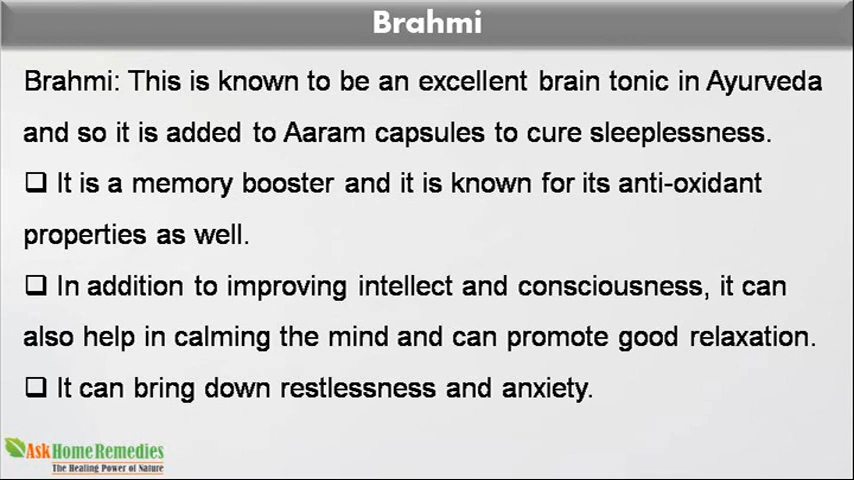 Brahmi
Brahmi: This is known to be an excellent brain tonic in Ayurveda
and so it is added to Aaram capsules to cure sleeplessness.
❑ It is a memory booster and it is known for its anti-oxidant
properties as well.
❑ In addition to improving intellect and consciousness, it can
also help in calming the mind and can promote good relaxation.
❑ It can bring down restlessness and anxiety.
AskHomeRemedies
The Healing Power of Nature